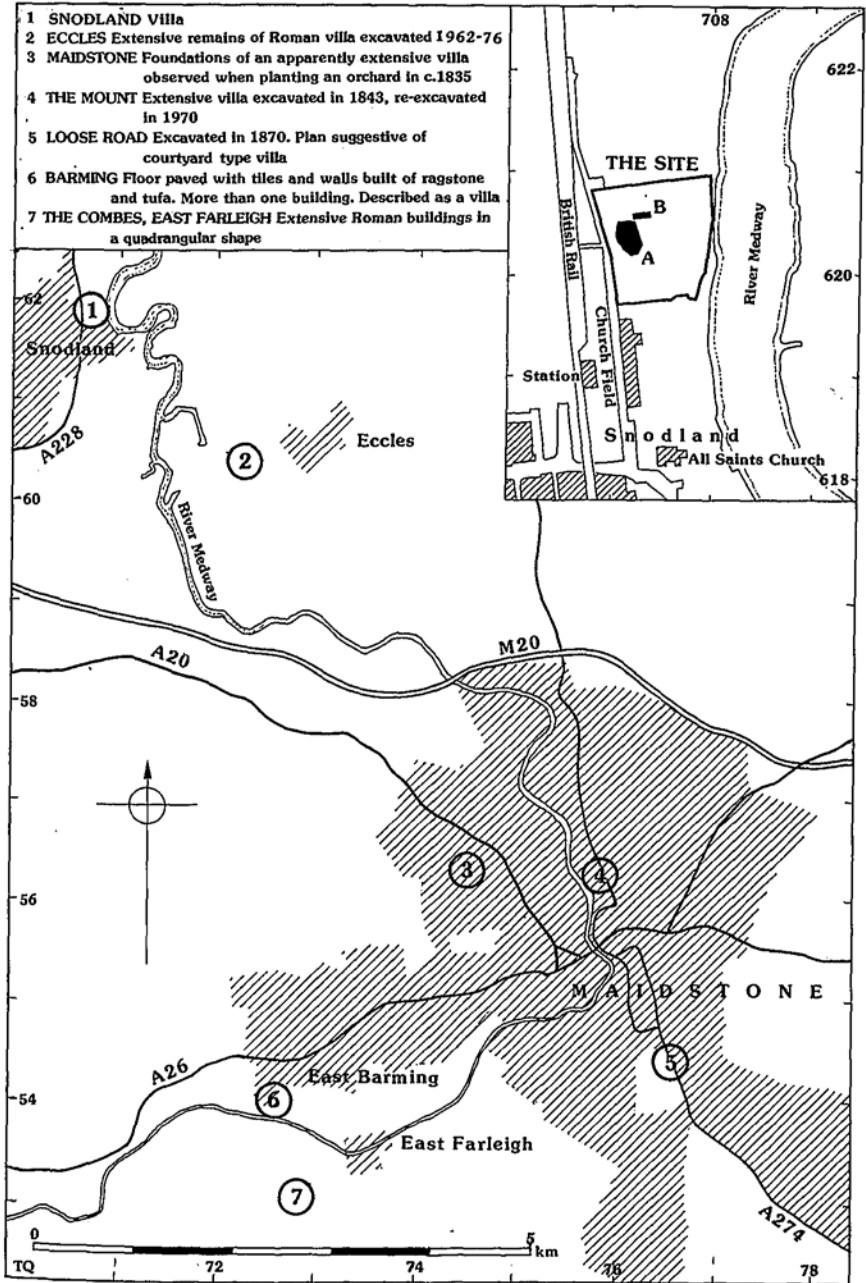 1 SNODLAND Villa
2 ECCLES Extensive remains of Roman villa excavated 1962-76
3 MAIDSTONE Foundations of an apparently extensive villa
observed when planting an orchard in c.1835
4 THE MOUNT Extensive villa excavated in 1843, re-excavated
in 1970
5 LOOSE ROAD Excavated in 1870. Plan suggestive of
courtyard type villa
6 BARMING Floor paved with tiles and walls built of ragstone
and tufa. More than one building. Described as a villa
7 THE COMBES, EAST FARLEIGH Extensive Roman buildings in
a quadrangular shape
708
622
THE SITE
B
A
British Rail
Church Field
River Medway
620
Station
Snodland
All Saints Church
618
62
1
Snodland
A228
2
Eccles
60
River Medway
M20
A20
58
3
4
56
MAIDSTONE
5
A26
East Barming
54
6
East Farleigh
7
A274
0
5
km
TQ
72
74
76
78